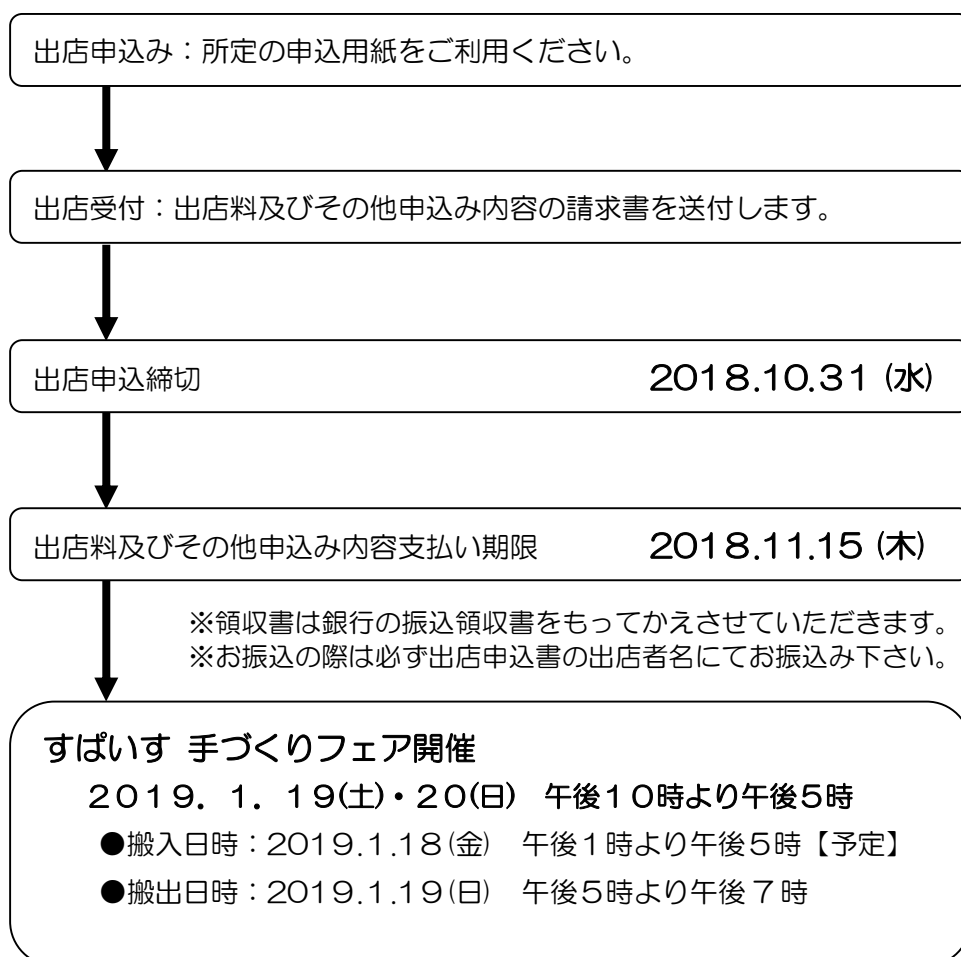 出店申込み：所定の申込用紙をご利用ください。
出店受付：出店料及びその他申込み内容の請求書を送付します。
出店申込締切　2018.10.31（水）
出店料及びその他申込み内容支払い期限　2018.11.15（木）
※領収書は銀行の振込領収書をもってかえさせていただきます。
※お振込の際は必ず出店申込書の出店者名にてお振込み下さい。
すぱいす 手づくりフェア開催
２０１９．１．１９(土)・２０(日)　午後１０時より午後５時
●搬入日時：2019.1.18(金)　午後１時より午後５時【予定】
●搬出日時：2019.1.19(日)　午後５時より午後７時